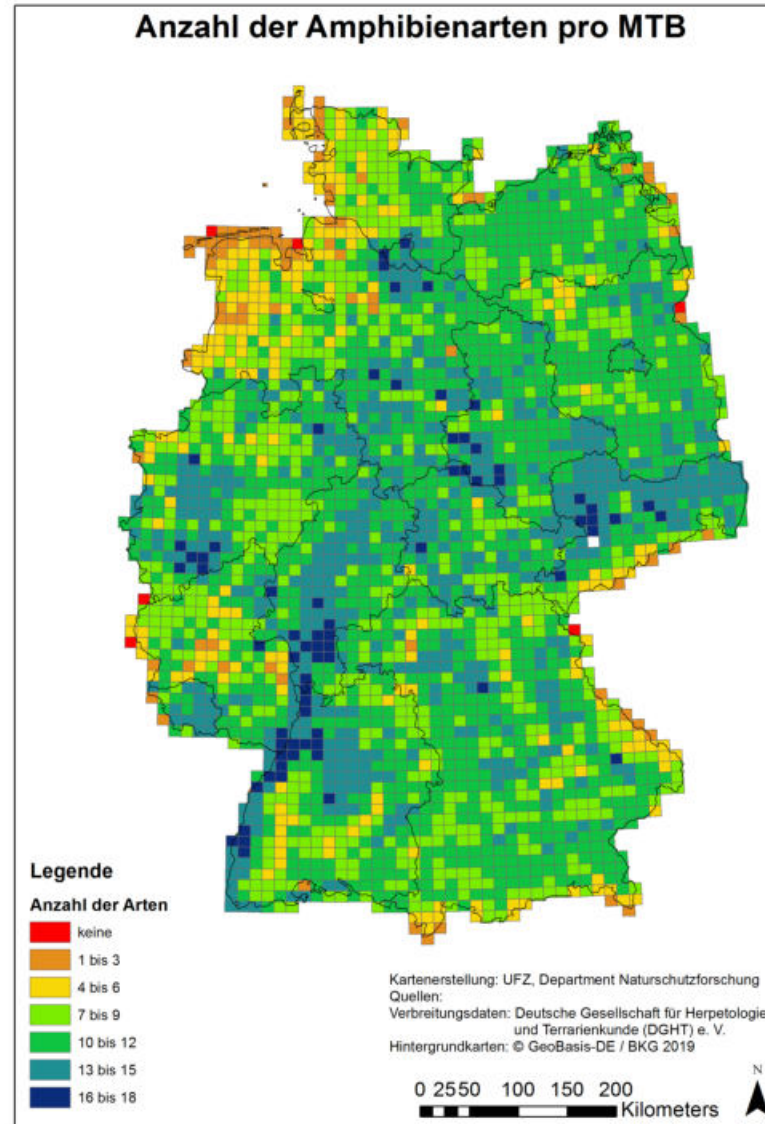 Anzahl der Amphibienarten pro MTB
Legende
Anzahl der Arten
keine
1 bis 3
4 bis 6
7 bis 9
10 bis 12
13 bis 15
16 bis 18
Kartenerstellung: UFZ, Department Naturschutzforschung
Quellen:
Verbreitungsdaten: Deutsche Gesellschaft für Herpetologie
und Terrarienkunde (DGHT) e. V.
Hintergrundkarten: © GeoBasis-DE / BKG 2019
0 25 50 100 150 200
Kilometers
N